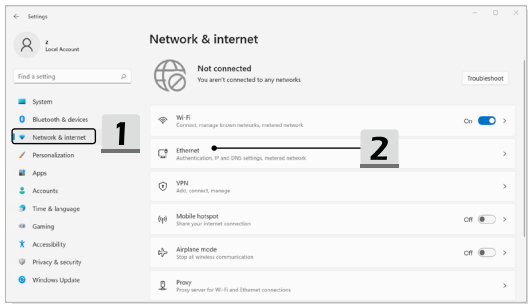 Settings
z
Local Account
Find a setting
System
Bluetooth & devices
Network & internet
Personalization
Apps
Accounts
Time & language
Gaming
Accessibility
Privacy & security
Windows Update
1
Network & internet
Not connected
You aren't connected to any networks
Troubleshoot
Wi-Fi
Connect, manage known networks, metered network
On
Ethernet
Authentication, IP and DNS settings, metered network
2
VPN
Add, connect, manage
Mobile hotspot
Share your internet connection
Off
Airplane mode
Stop all wireless communication
Off
Proxy
Proxy server for Wi-Fi and Ethernet connections